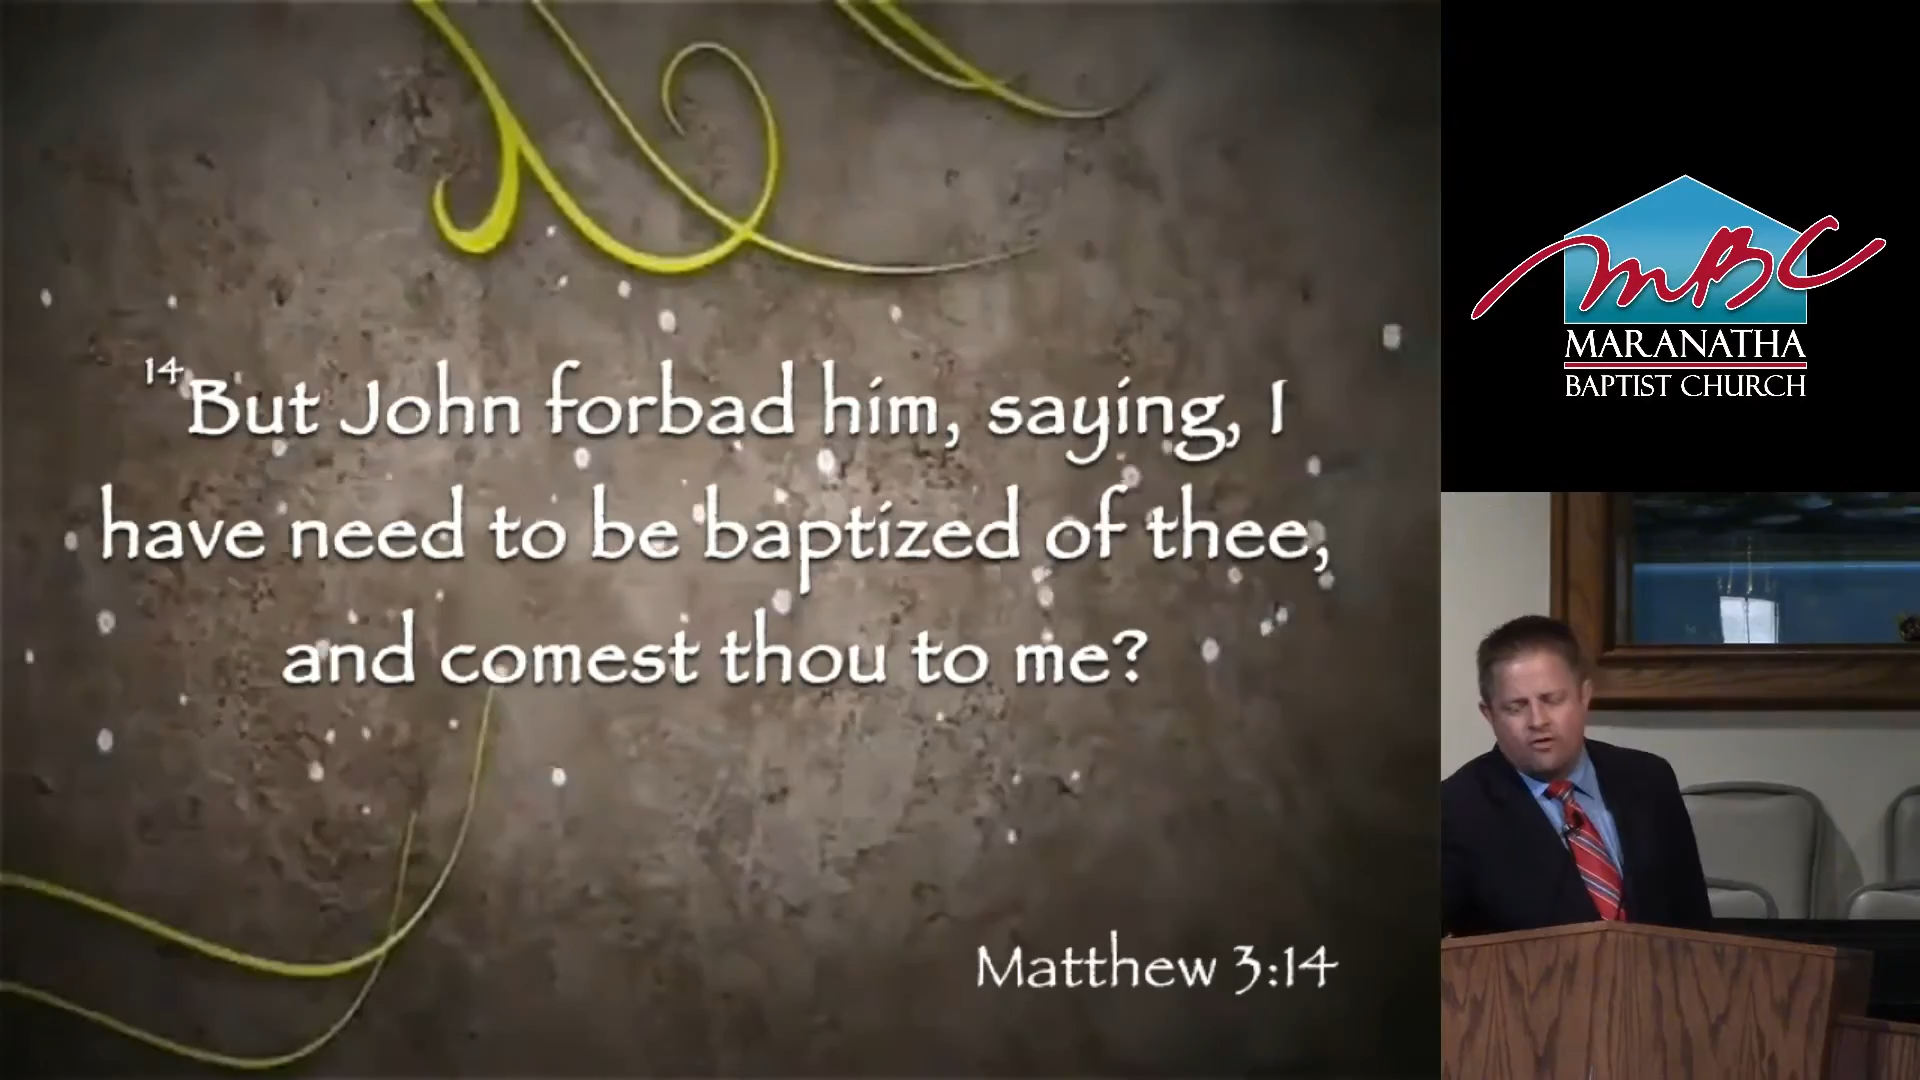 14 But John forbad him, saying, I
have need to be baptized of thee,
and comest thou to me?
Matthew 3:14
MBC
MARANATHA
BAPTIST CHURCH